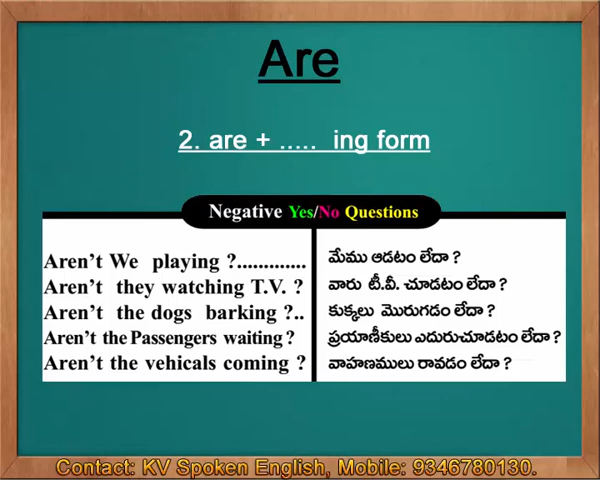 Are
2. are + ..... ing form
Negative Yes/No Questions
Aren't We playing ?.............
Aren't they watching T.V. ?
Aren't the dogs barking ?..
Aren't the Passengers waiting ?
Aren't the vehicals coming ?
మేము ఆడటం లేదా ?
వారు టీ.వీ. చూడటం లేదా ?
కుక్కలు మొరుగడం లేదా ?
ప్రయాణీకులు ఎదురుచూడటం లేదా ?
వాహణములు రావడం లేదా ?
Contact: KV Spoken English, Mobile: 9346780130.